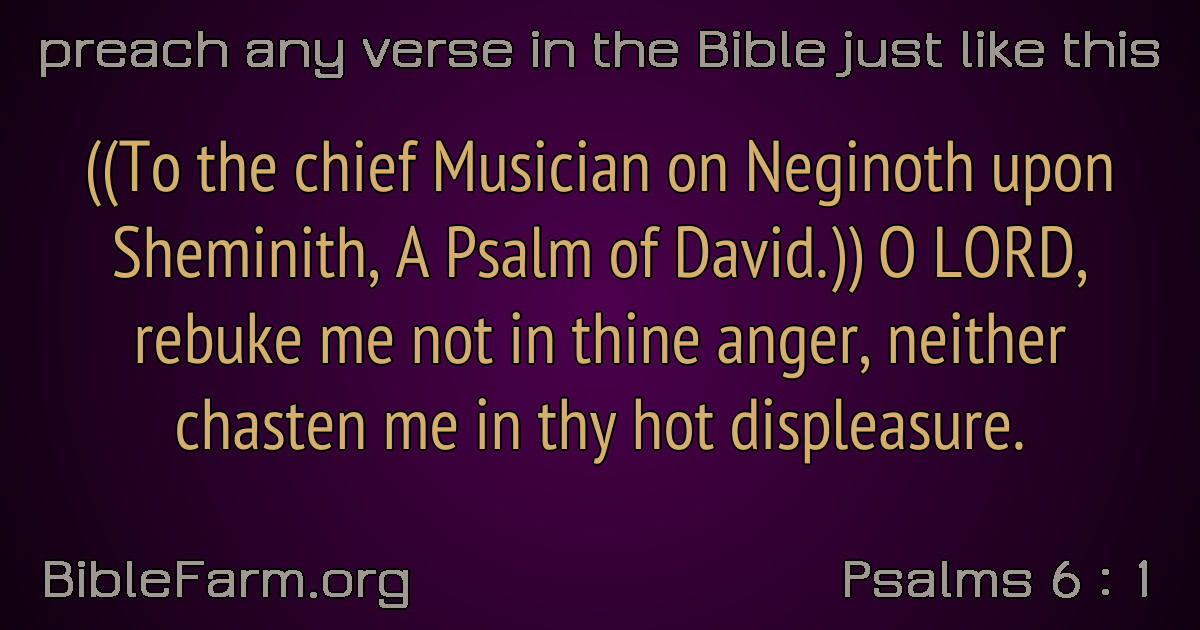 preach any verse in the Bible just like this
((To the chief Musician on Neginoth upon
Sheminith, A Psalm of David.)) O LORD,
rebuke me not in thine anger, neither
chasten me in thy hot displeasure.
BibleFarm.org
Psalms 6 : 1